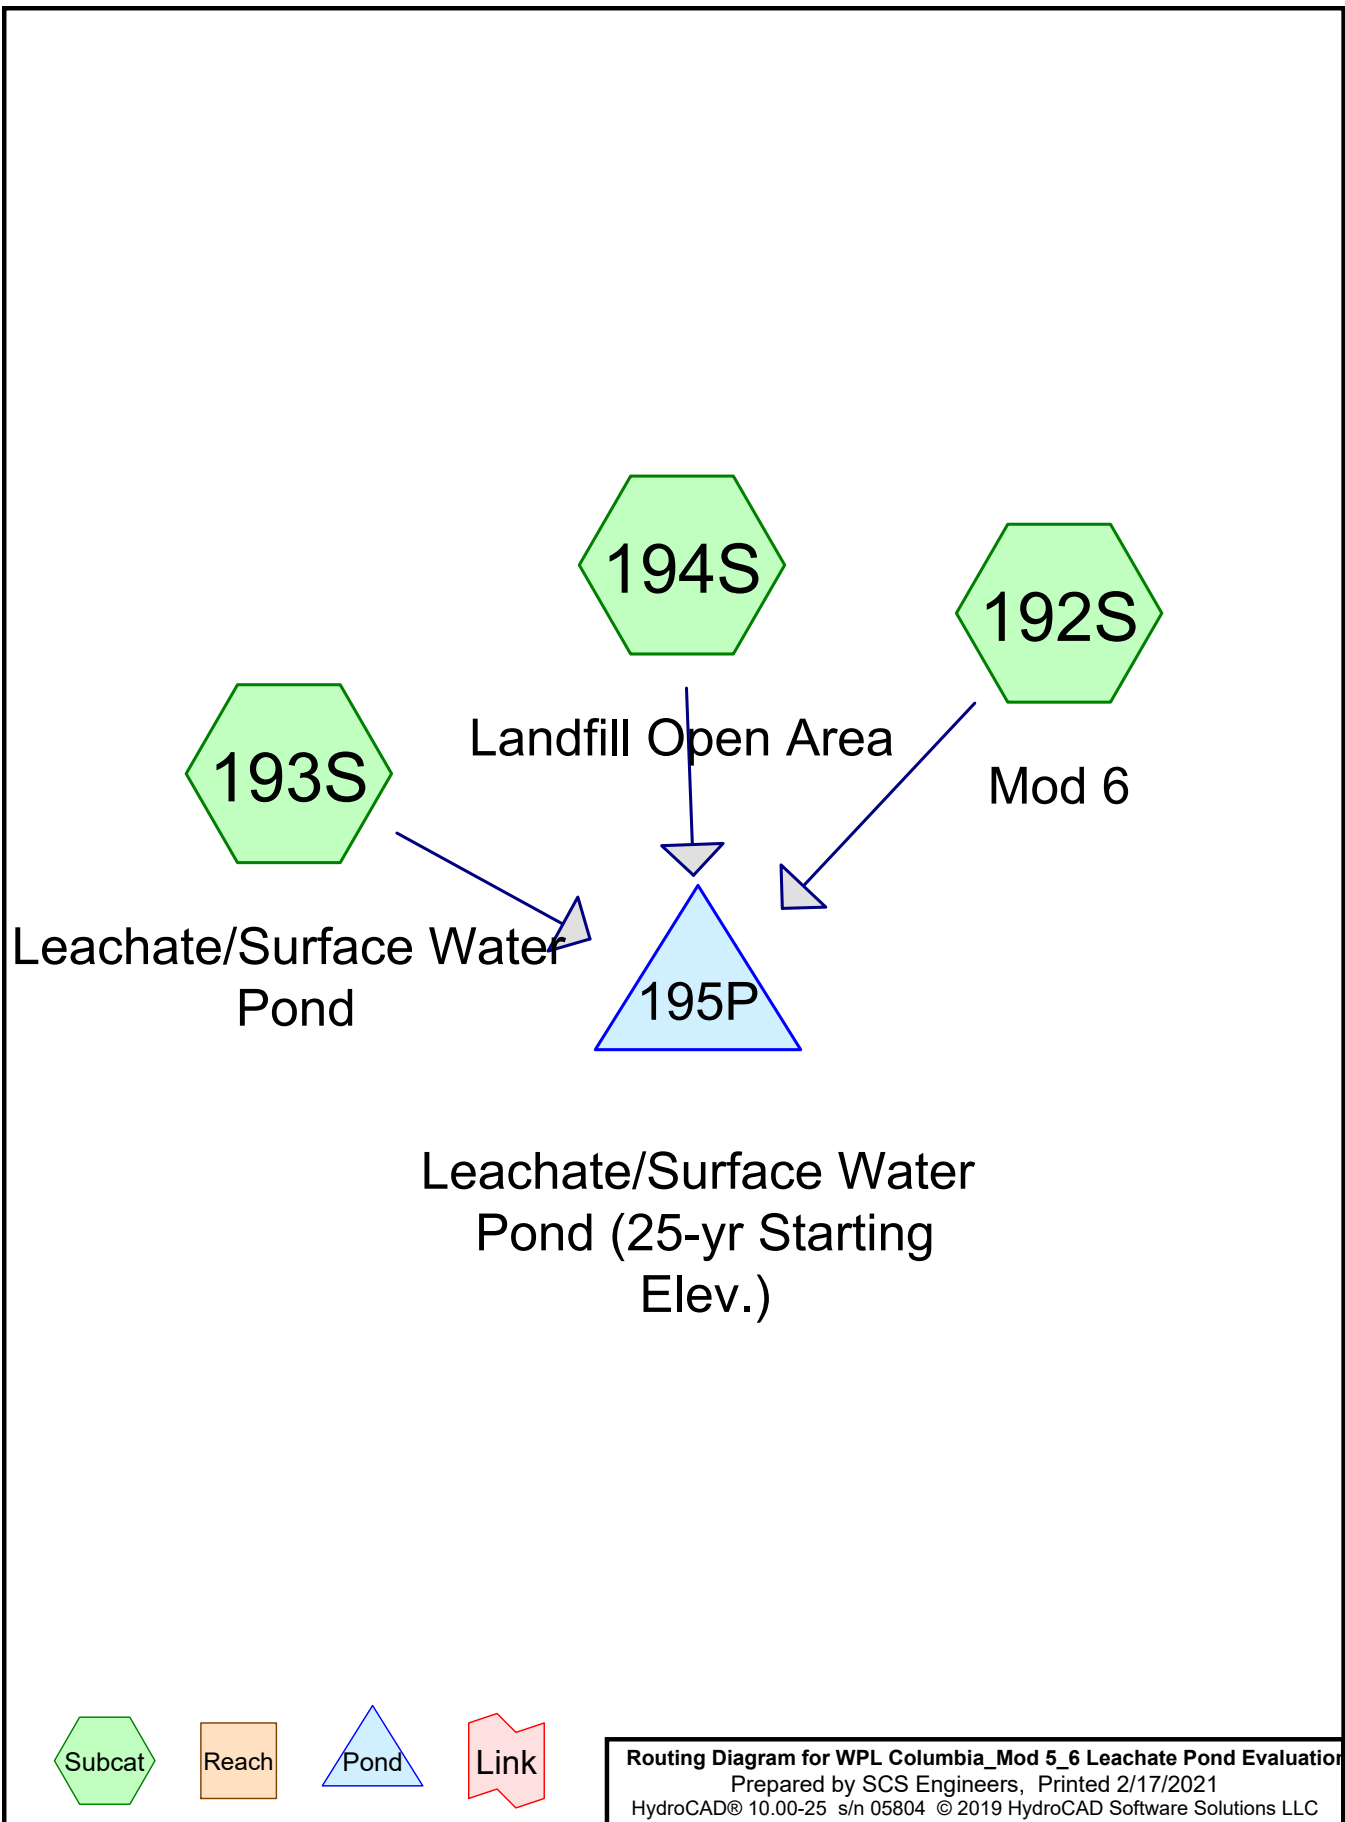 194S
192S
Landfill Open Area
193S
Mod 6
Leachate/Surface Water
Pond
195P
Leachate/Surface Water
Pond (25-yr Starting
Elev.)
Subcat
Reach
Pond
Link
Routing Diagram for WPL Columbia_Mod 5_6 Leachate Pond Evaluation
Prepared by SCS Engineers, Printed 2/17/2021
HydroCAD® 10.00-25 s/n 05804 © 2019 HydroCAD Software Solutions LLC